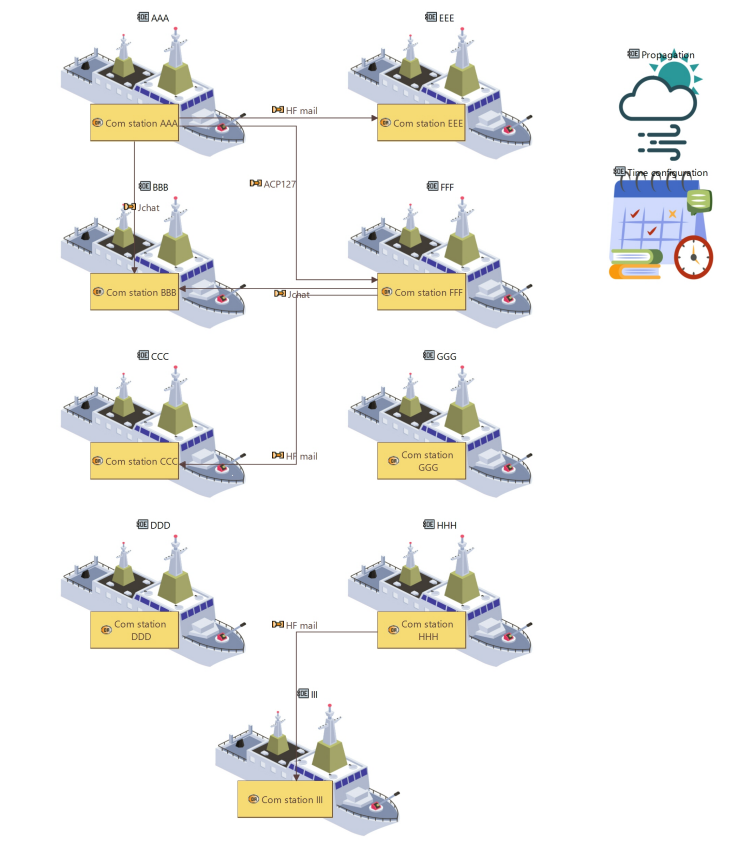 AAA
EEE
Propagation
Com station AAA
HF mail
Com station EEE
Time configuration
ACP127
BBB
FFF
Jchat
Com station BBB
Jchat
Com station FFF
CCC
GGG
Com station CCC
HF mail
Com station
GGG
DDD
HHH
Com station
DDD
HF mail
Com station
HHH
III
Com station III